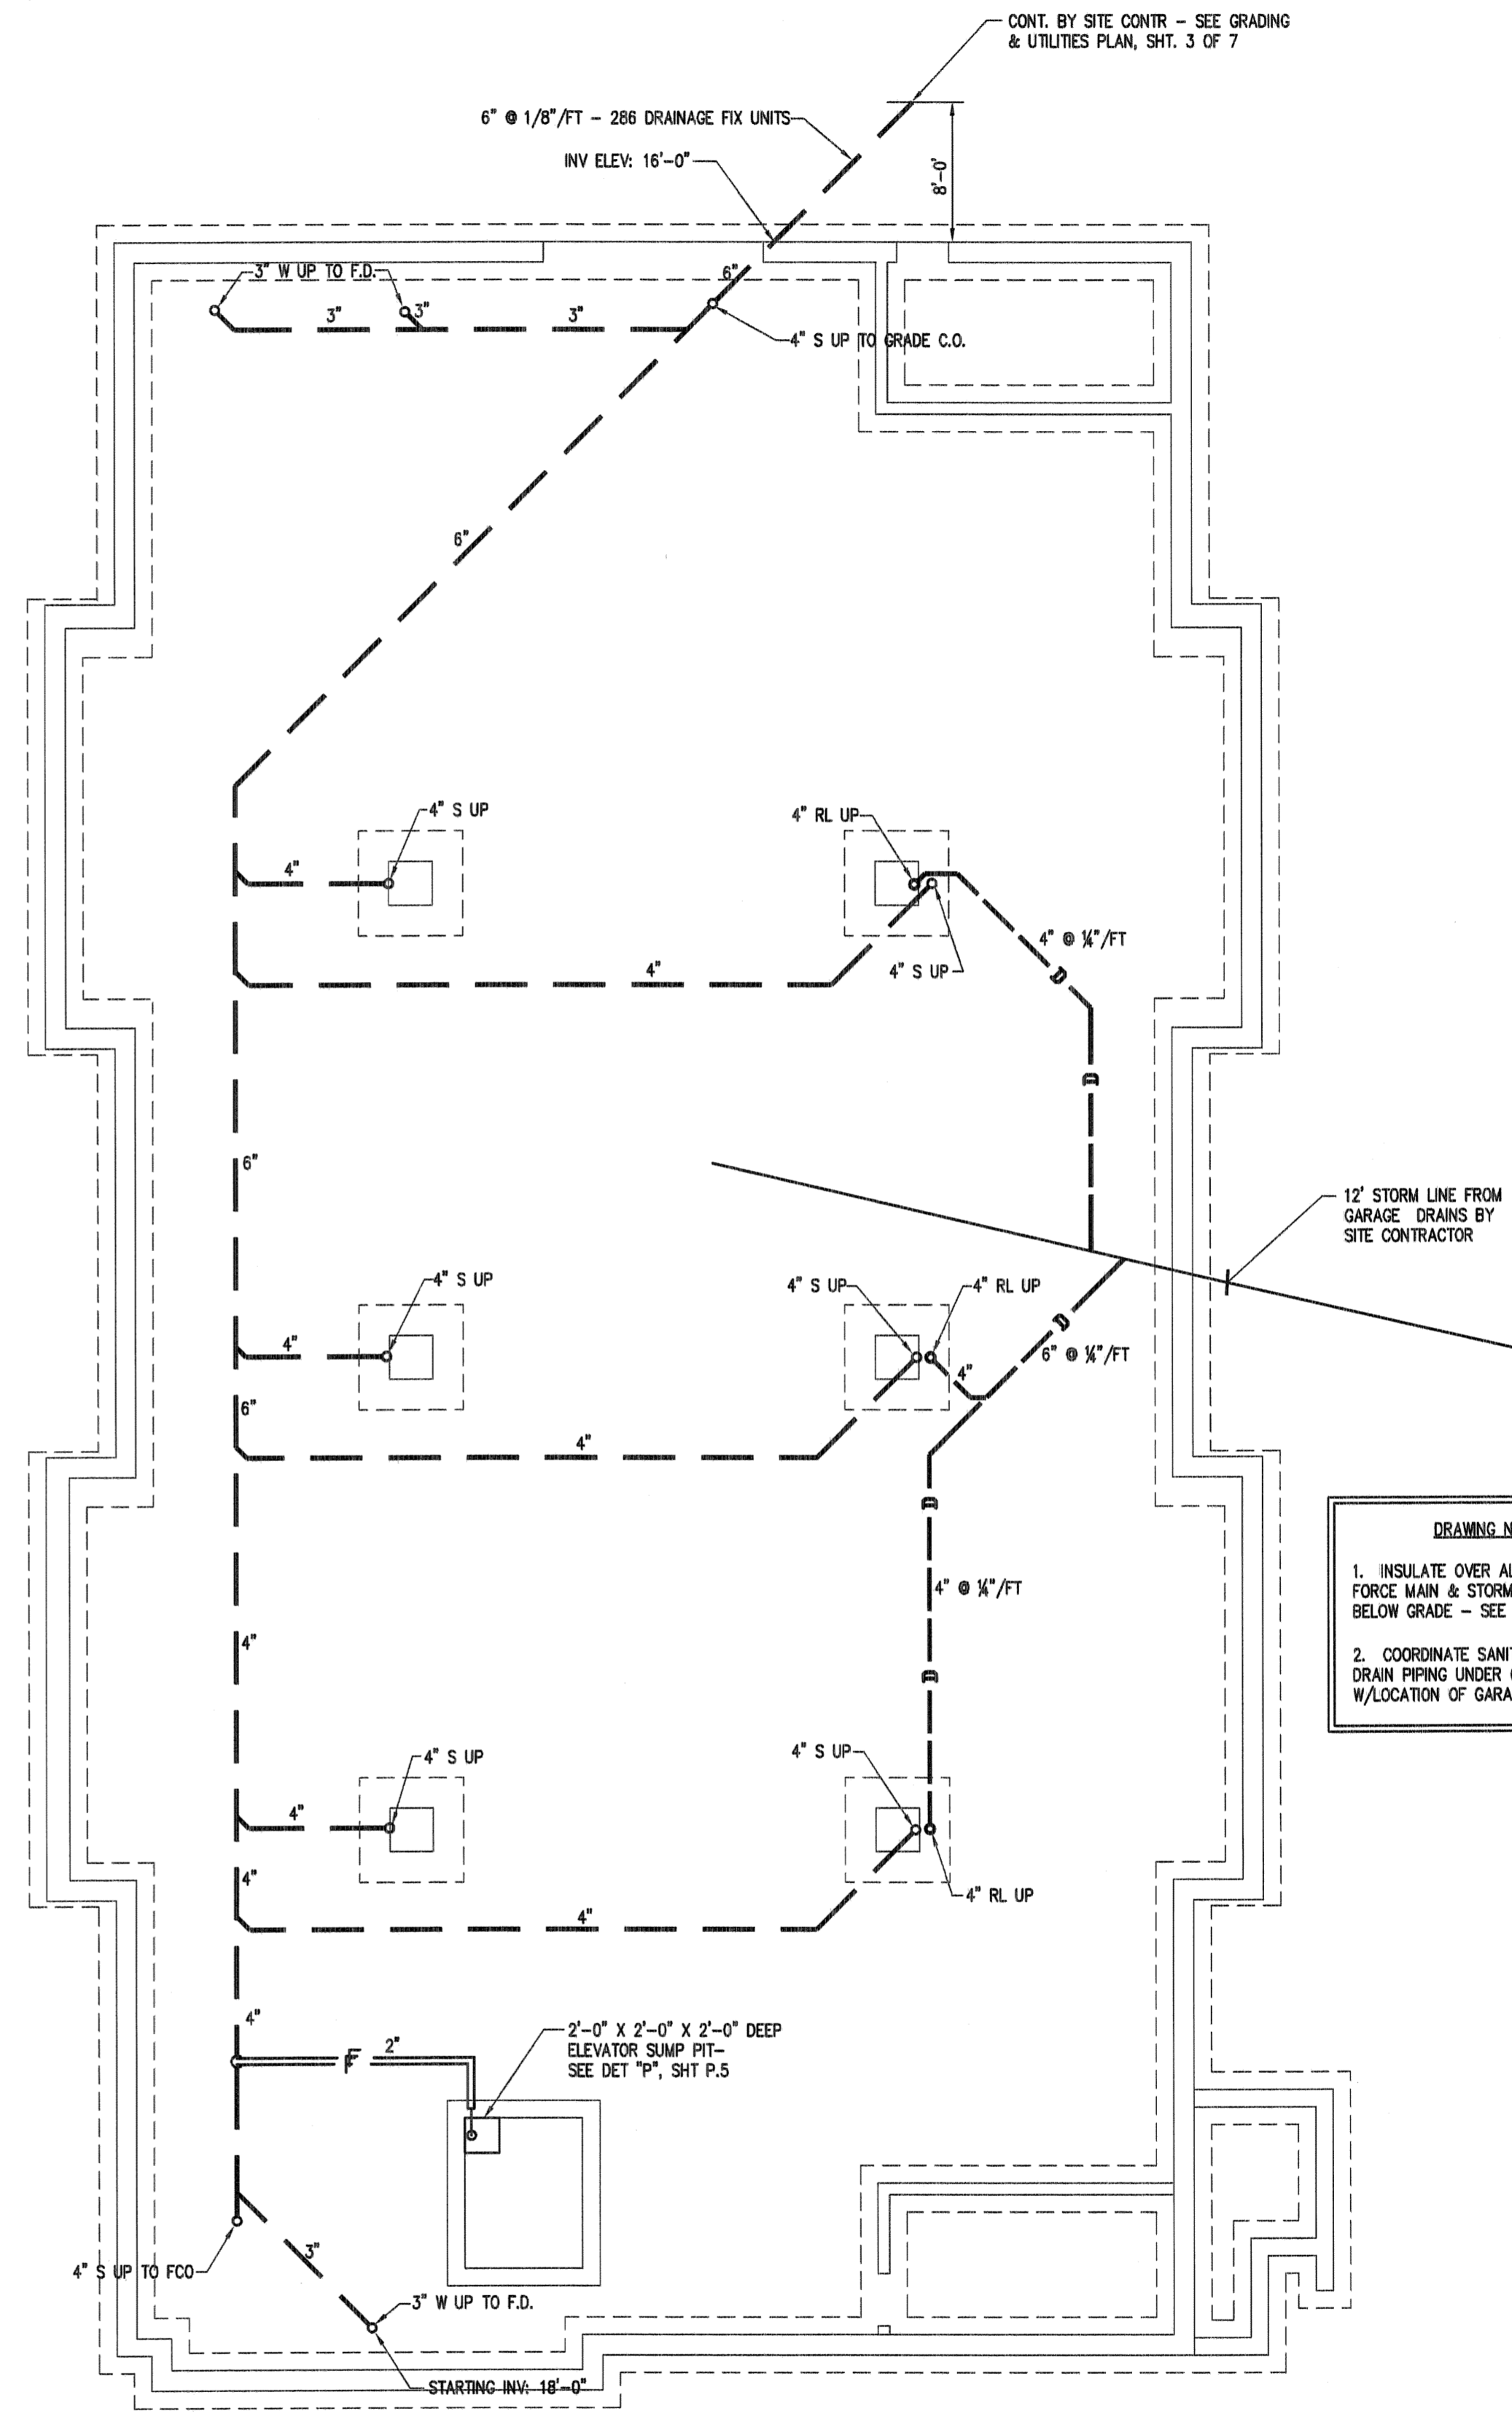 CONT. BY SITE CONTR - SEE GRADING
& UTILITIES PLAN, SHT. 3 OF 7
6" @ 1/8"/FT - 286 DRAINAGE FIX UNITS
INV ELEV: 16'-0"
8'-0'
3" W UP TO F.D.
6"
3"
3"
3"
4" S UP TO GRADE C.O.
6"
4" S UP
4" RL UP
4"
4" @ ¼"/FT
4"
4" S UP
D
D
6"
12' STORM LINE FROM
GARAGE DRAINS BY
SITE CONTRACTOR
4" S UP
4" S UP
4" RL UP
D
4"
6" @ ¼"/FT
4"
6"
4"
D
DRAWING N
1. INSULATE OVER AL
FORCE MAIN & STORM
BELOW GRADE - SEE
2. COORDINATE SANIT
DRAIN PIPING UNDER
W/LOCATION OF GARA
4" @ ¼"/FT
4"
D
4" S UP
4" S UP
4"
4"
4" RL UP
4"
4"
2'-0" X 2'-0" X 2'-0" DEEP
ELEVATOR SUMP PIT-
SEE DET "P", SHT P.5
F
2"
3"
4" S UP TO FCO
3" W UP TO F.D.
STARTING INV: 18'-0"